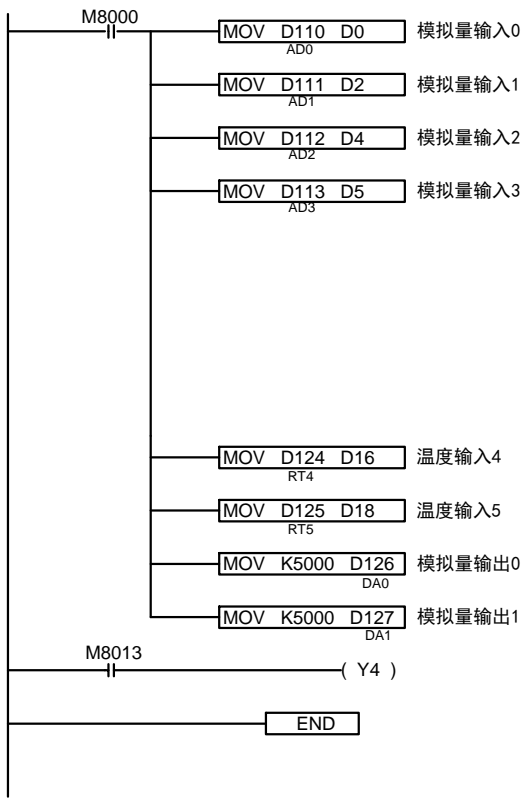 M8000
MOV D110 D0 模拟量输入0
AD0
MOV D111 D2 模拟量输入1
AD1
MOV D112 D4 模拟量输入2
AD2
MOV D113 D5 模拟量输入3
AD3
MOV D124 D16 温度输入4
RT4
MOV D125 D18 温度输入5
RT5
MOV K5000 D126 模拟量输出0
DA0
MOV K5000 D127 模拟量输出1
DA1
M8013
( Y4 )
END